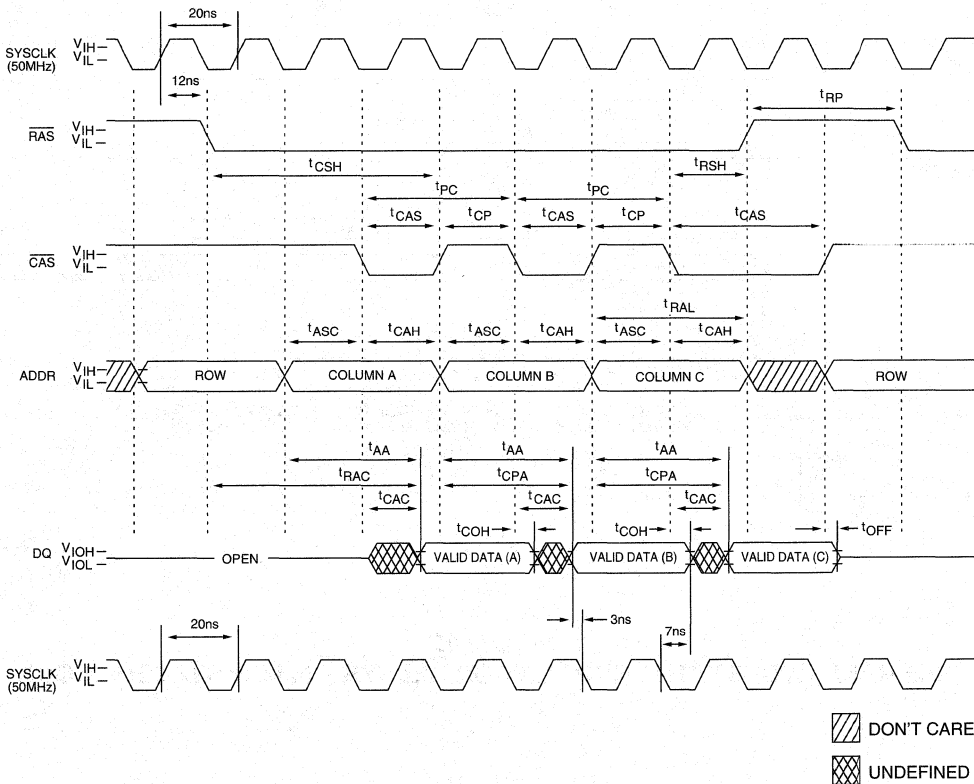 20ns
SYSCLK
(50MHz)
VIH
VIL
12ns
tRP
RAS
VIH
VIL
tCSH
tRSH
tPC
tPC
tCAS
tCP
tCAS
tCP
tCAS
CAS
VIH
VIL
tRAL
tASC
tCAH
tASC
tCAH
tASC
tCAH
ADDR
VIH
VIL
ROW
COLUMN A
COLUMN B
COLUMN C
ROW
tAA
tAA
tAA
tRAC
tCPA
tCPA
tCAC
tCAC
tCAC
tCOH
tCOH
tOFF
DQ
VIOH
VIOL
OPEN
VALID DATA (A)
VALID DATA (B)
VALID DATA (C)
20ns
3ns
7ns
SYSCLK
(50MHz)
VIH
VIL
DON'T CARE
UNDEFINED